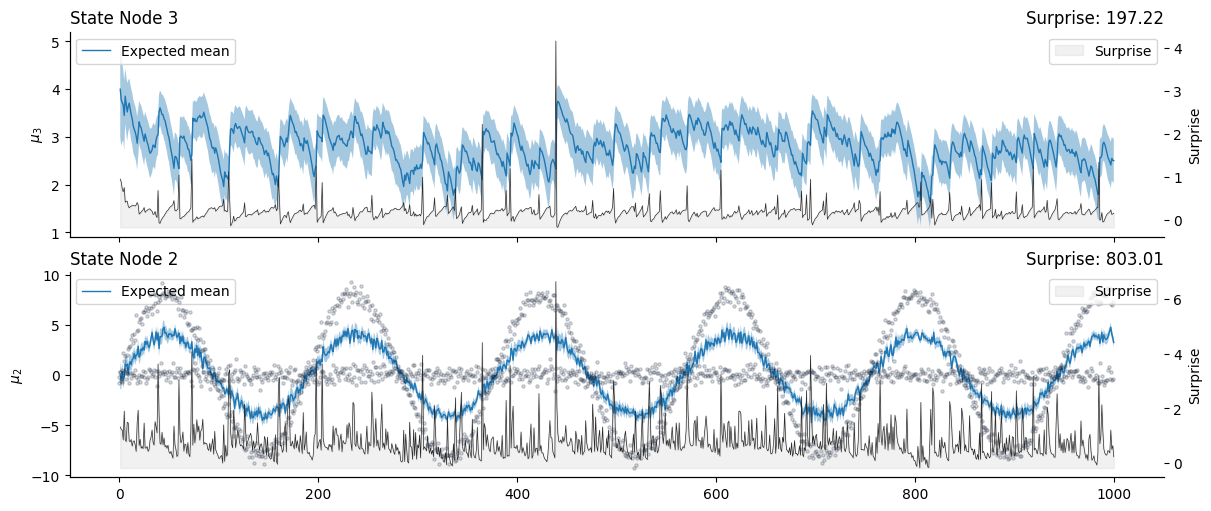 State Node 3
Surprise: 197.22
Expected mean
Surprise
5
4
3
2
1
μ3
4
3
2
1
0
Surprise
State Node 2
Surprise: 803.01
Expected mean
Surprise
10
5
0
−5
−10
μ2
6
4
2
0
Surprise
0
200
400
600
800
1000